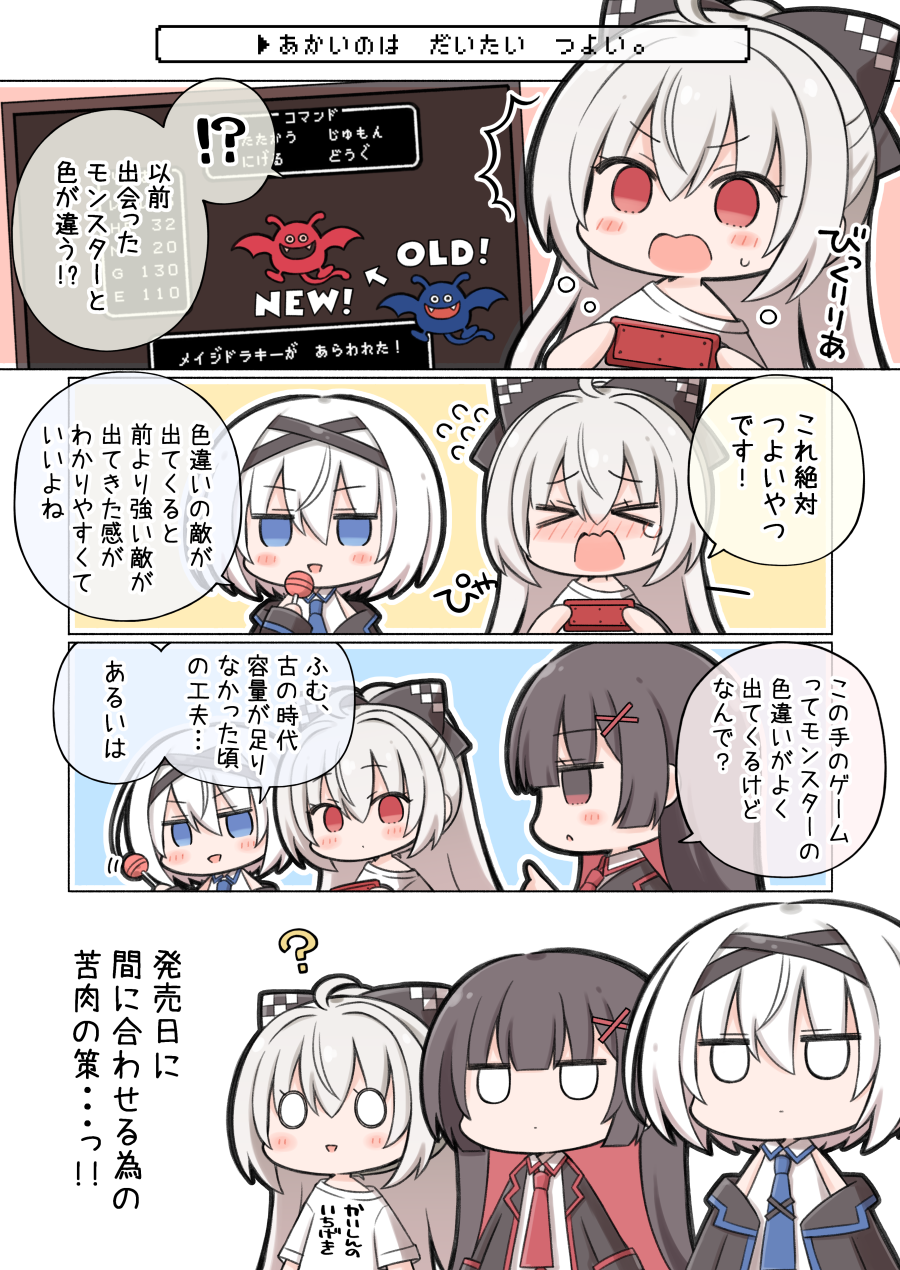 ▶あかいのは だいたい つよい。
コマンド
たたかう じゅもん
にげる どうぐ
!?
以前
出会った
モンスターと
色が違う!?
32
20
G 130
E 110
OLD!
NEW!
メイジドラキーが あらわれた!
びっくりりあ
これ絶対
つよいやつ
です!
色違いの敵が
出てくると
前より強い敵が
出てきた感が
わかりやすくて
いいよね
この手のゲーム
ってモンスターの
色違いがよく
出てくるけど
なんで?
ふむ、
古の時代
容量が足り
なかった頃
の工夫…
あるいは
?
発売日に
間に合わせる為の
苦肉の策・・・っ!!
かいしんの
いちげき